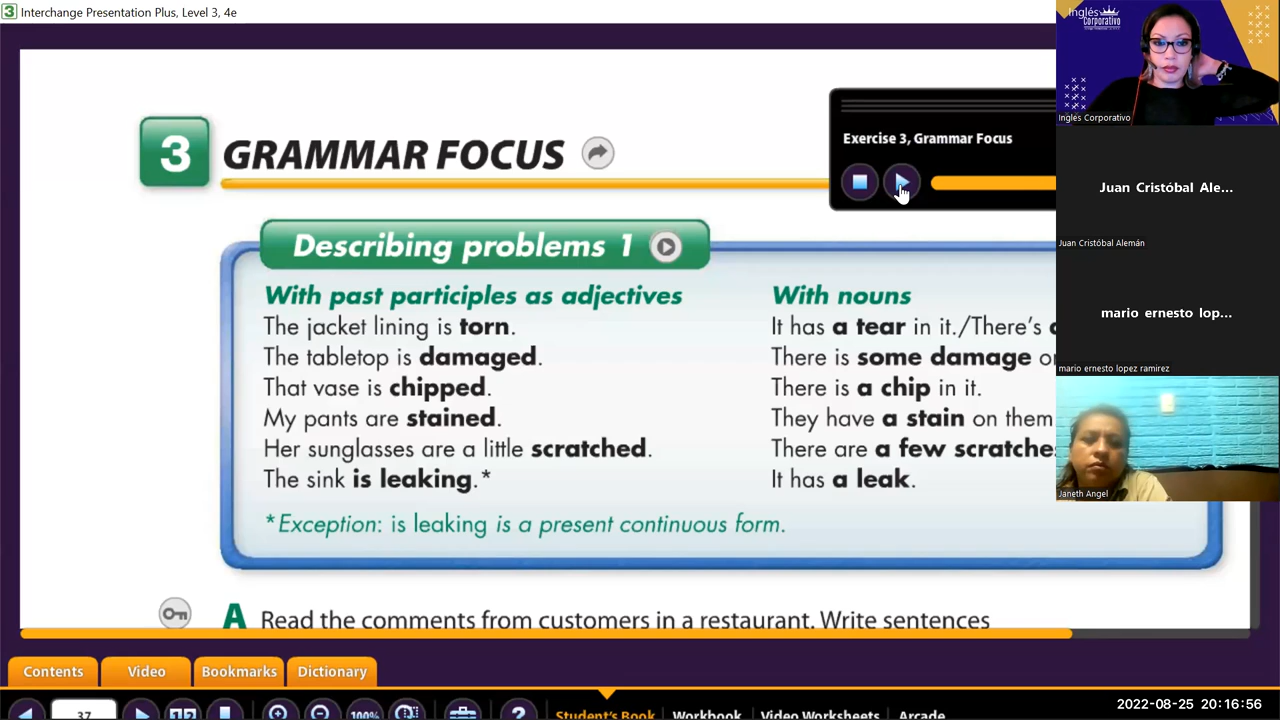 Interchange Presentation Plus, Level 3, 4e
3 GRAMMAR FOCUS
Exercise 3, Grammar Focus
Describing problems 1
With past participles as adjectives
The jacket lining is torn.
The tabletop is damaged.
That vase is chipped.
My pants are stained.
Her sunglasses are a little scratched.
The sink is leaking.*
*Exception: is leaking is a present continuous form.
With nouns
It has a tear in it./There's
There is some damage
There is a chip in it.
They have a stain on them
There are a few
It has a leak.
A Read the comments from customers in a restaurant. Write sentences
Contents
Video
Bookmarks
Dictionary
37
100%
Student's Book
Workbook
Video Worksheets
Arcade
Inglés
Corporativo
Ingles Corporativo
Juan Cristóbal Ale...
Juan Cristóbal Alemán
mario ernesto lop...
mario ernesto lopez ramirez
Janeth Angel
2022-08-25 20:16:56